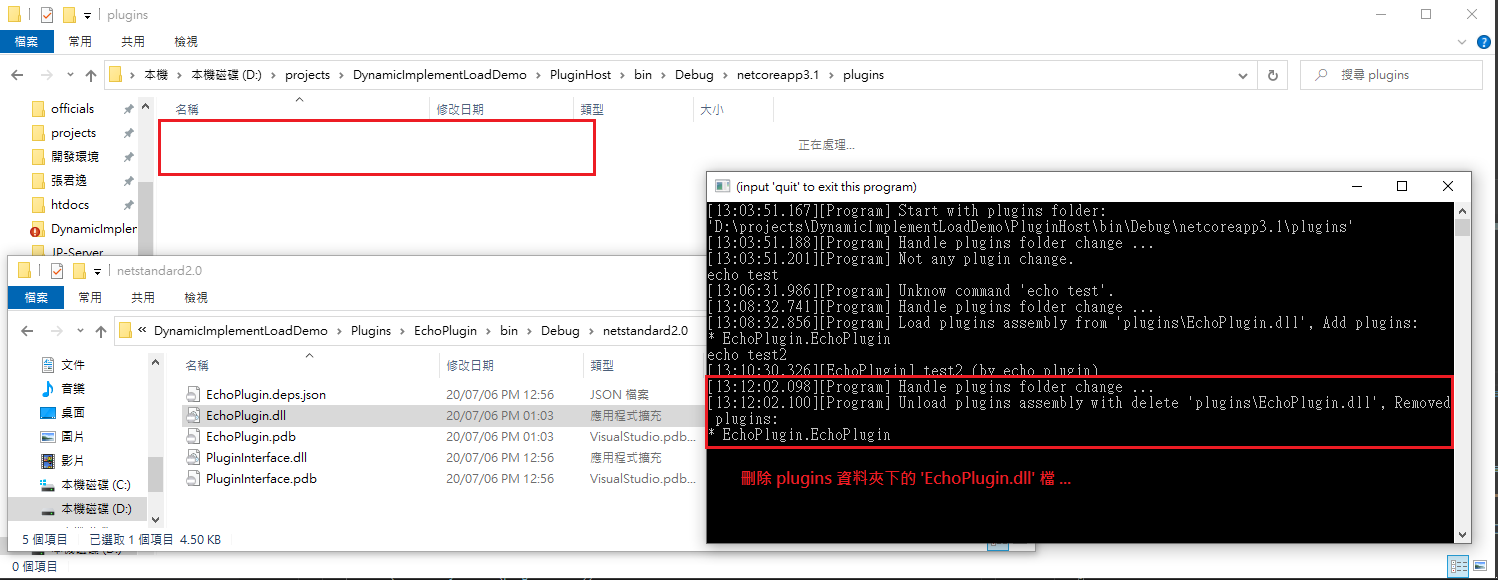 plugins
檔案 常用 共用 檢視
本機 本機磁碟 (D:) projects DynamicImplementLoadDemo PluginHost bin Debug netcoreapp3.1 plugins
搜尋 plugins
名稱 修改日期 類型 大小
正在處理...
officials
projects
開發環境
張君逸
htdocs
DynamicImplen
JP-Server
0 個項目
netstandard2.0
檔案 常用 共用 檢視
« DynamicImplementLoadDemo Plugins EchoPlugin bin Debug netstandard2.0
名稱 修改日期 類型
文件
音樂
桌面
圖片
影片
本機磁碟 (C:)
本機磁碟 (D:)
EchoPlugin.deps.json 20/07/06 PM 12:56 JSON 檔案
EchoPlugin.dll 20/07/06 PM 01:03 應用程式擴充
EchoPlugin.pdb 20/07/06 PM 01:03 VisualStudio.pdb...
PluginInterface.dll 20/07/06 PM 12:56 應用程式擴充
PluginInterface.pdb 20/07/06 PM 12:56 VisualStudio.pdb...
5 個項目 已選取 1 個項目 4.50 KB
(input 'quit' to exit this program)
[13:03:51.167][Program] Start with plugins folder:
'D:\projects\DynamicImplementLoadDemo\PluginHost\bin\Debug\netcoreapp3.1\plugins'
[13:03:51.188][Program] Handle plugins folder change ...
[13:03:51.201][Program] Not any plugin change.
echo test
[13:06:31.986][Program] Unknow command 'echo test'.
[13:08:32.741][Program] Handle plugins folder change ...
[13:08:32.856][Program] Load plugins assembly from 'plugins\EchoPlugin.dll', Add plugins:
* EchoPlugin.EchoPlugin
echo test2
[13:10:30.326][EchoPlugin] test2 (by echo plugin)
[13:12:02.098][Program] Handle plugins folder change ...
[13:12:02.100][Program] Unload plugins assembly with delete 'plugins\EchoPlugin.dll', Removed
plugins:
* EchoPlugin.EchoPlugin
刪除 plugins 資料夾下的 'EchoPlugin.dll' 檔 ...